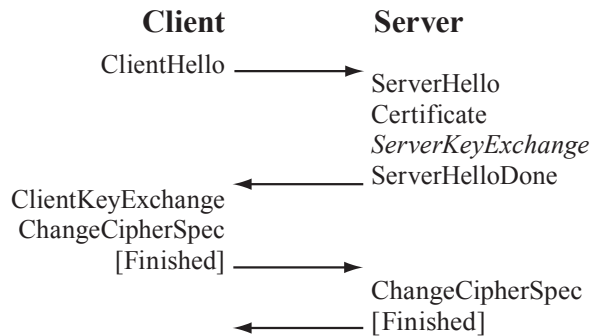 Client Server
ClientHello
ServerHello
Certificate
ServerKeyExchange
ServerHelloDone
ClientKeyExchange
ChangeCipherSpec
[Finished]
ChangeCipherSpec
[Finished]